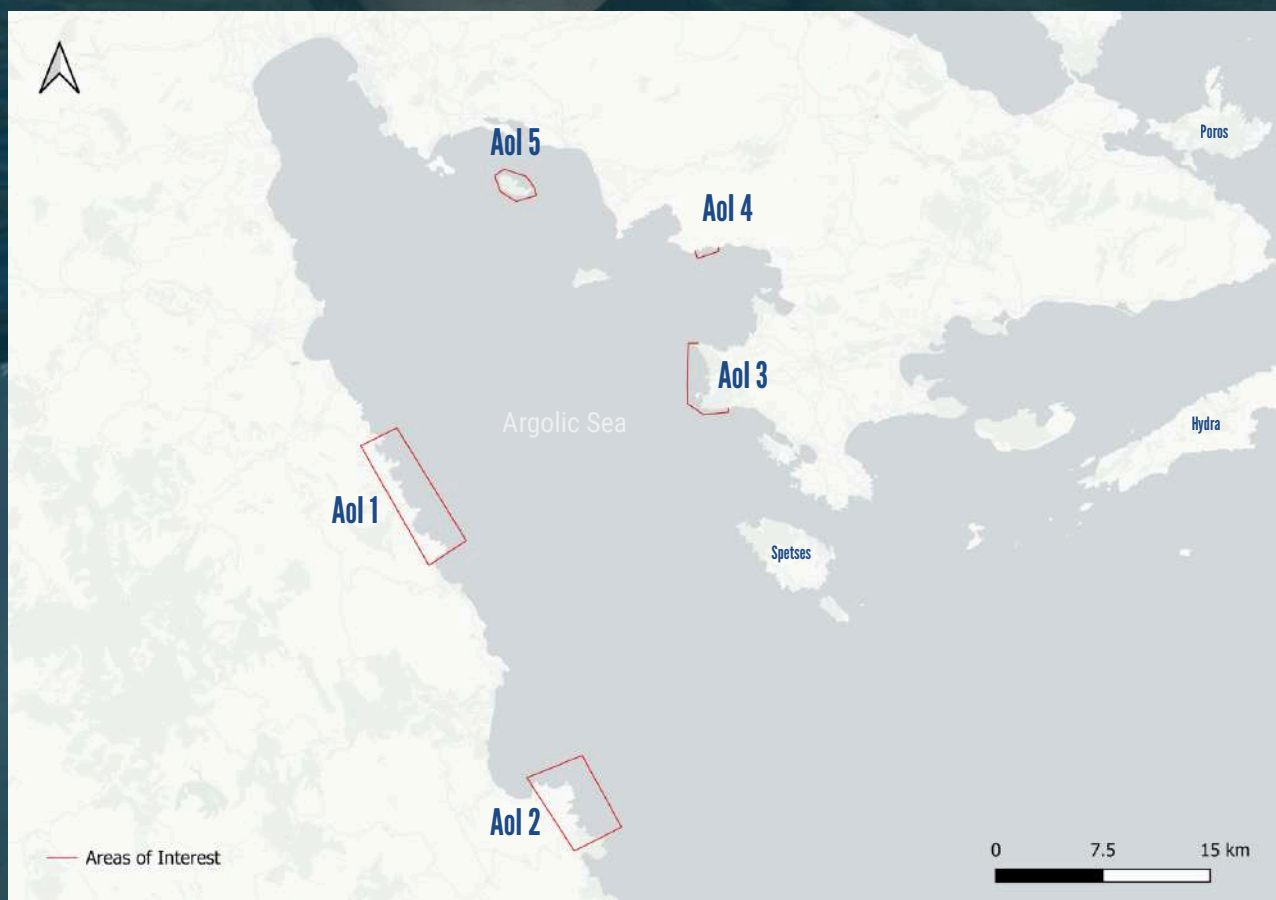 AoI 5
Poros
AoI 4
AoI 3
Argolic Sea
Hydra
AoI 1
Spetses
AoI 2
Areas of Interest
0 7.5 15 km